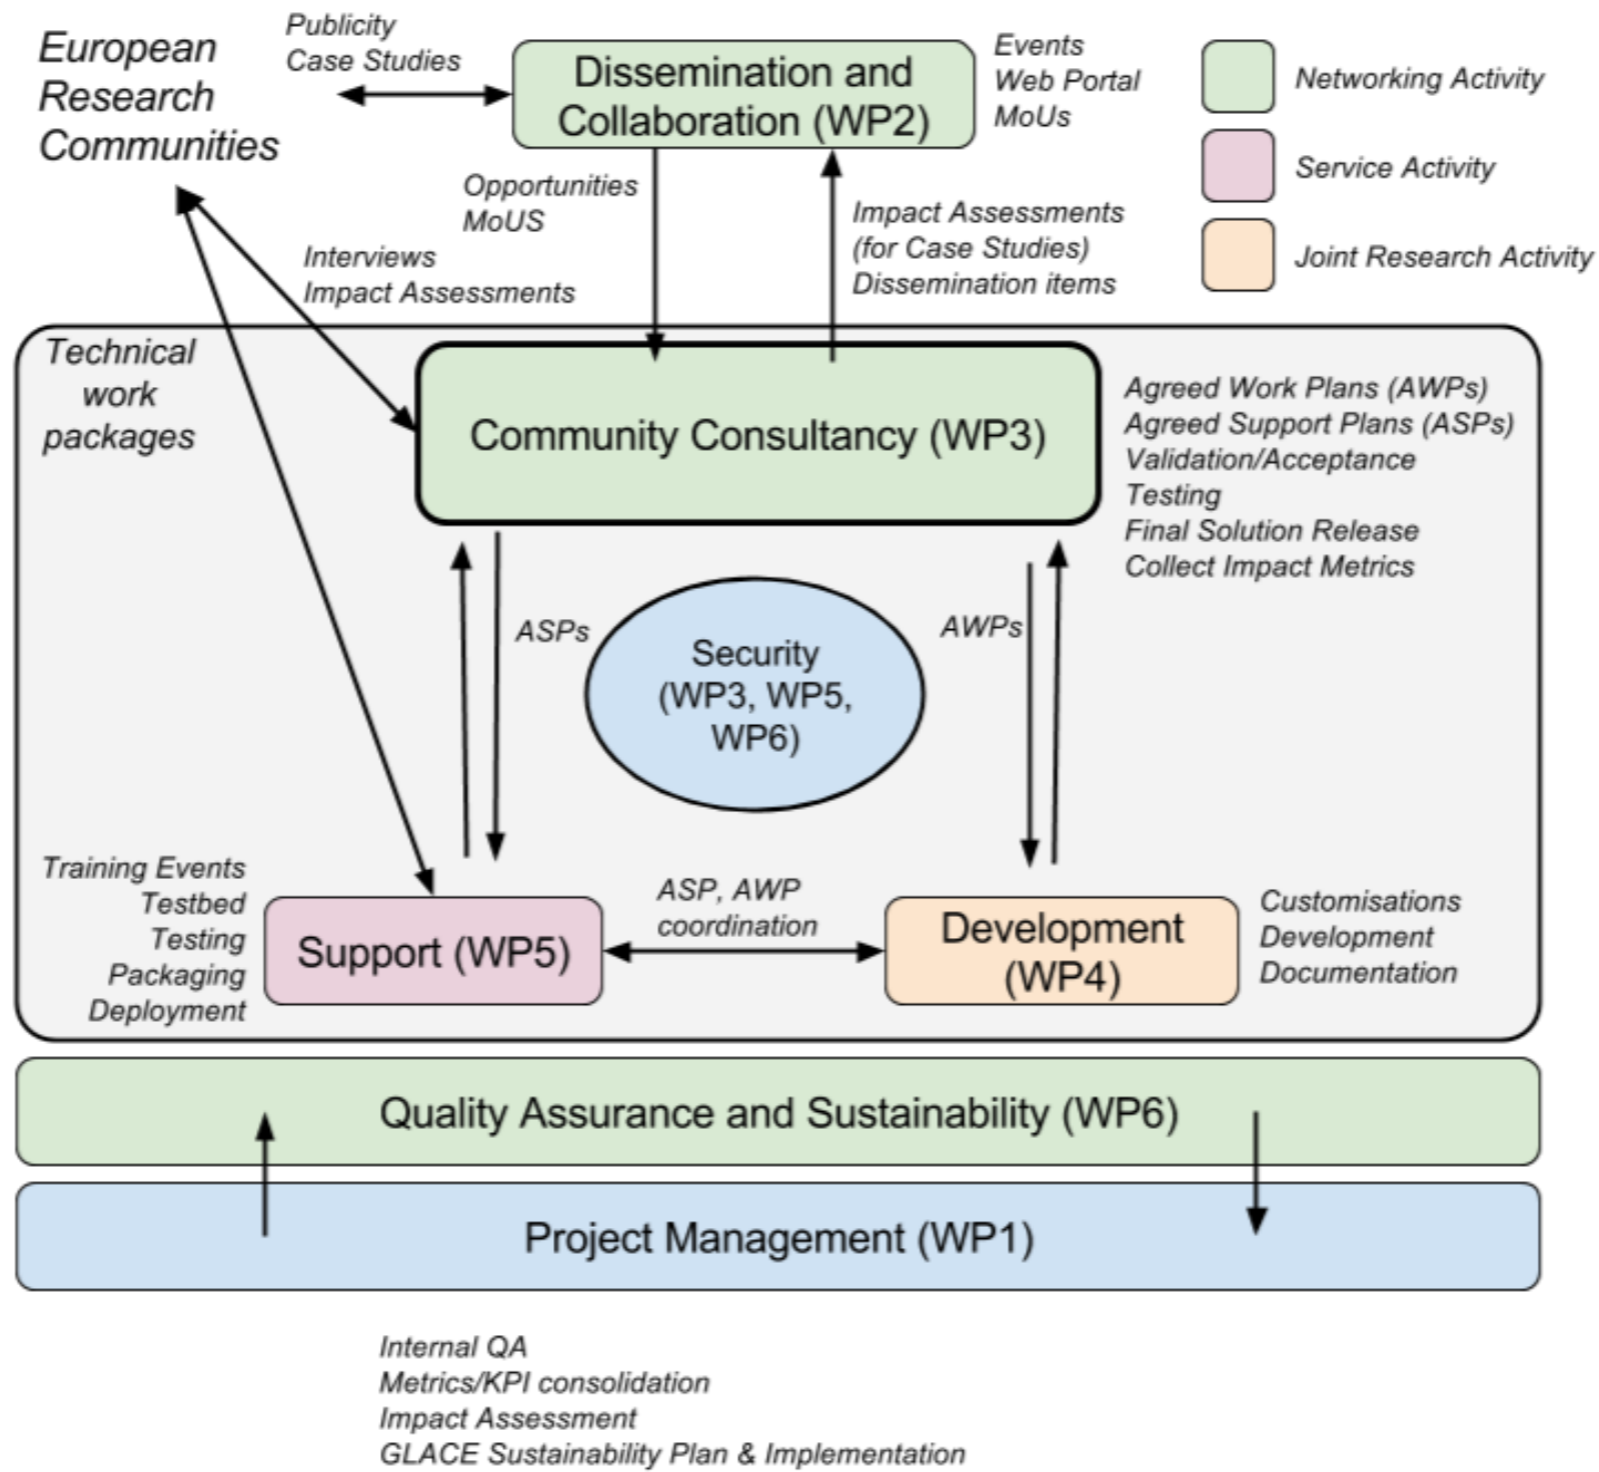 European
Research
Communities
Publicity
Case Studies
Dissemination and
Collaboration (WP2)
Events
Web Portal
MoUs
Networking Activity
Service Activity
Joint Research Activity
Opportunities
MoUS
Impact Assessments
(for Case Studies)
Dissemination items
Interviews
Impact Assessments
Technical
work
packages
Community Consultancy (WP3)
Agreed Work Plans (AWPs)
Agreed Support Plans (ASPs)
Validation/Acceptance
Testing
Final Solution Release
Collect Impact Metrics
ASPs
Security
(WP3, WP5,
WP6)
AWPs
Training Events
Testbed
Testing
Packaging
Deployment
Support (WP5)
ASP, AWP
coordination
Development
(WP4)
Customisations
Development
Documentation
Quality Assurance and Sustainability (WP6)
Project Management (WP1)
Internal QA
Metrics/KPI consolidation
Impact Assessment
GLACE Sustainability Plan & Implementation